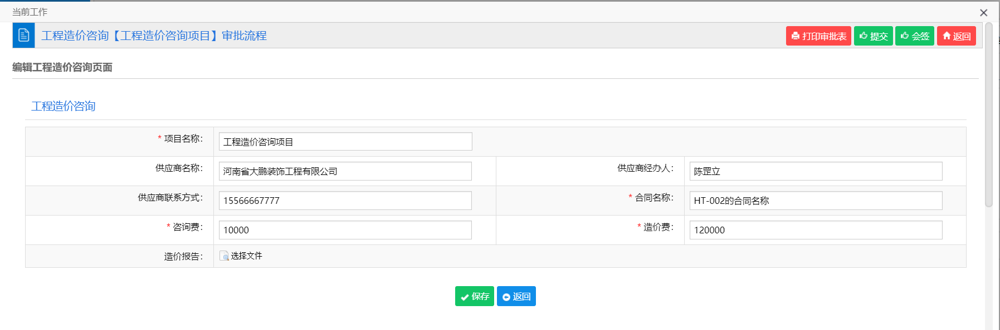 当前工作
工程造价咨询【工程造价咨询项目】审批流程
打印审批表 提交 会签 返回
编辑工程造价咨询页面
工程造价咨询
* 项目名称: 工程造价咨询项目
供应商名称: 河南省大鹏装饰工程有限公司 供应商经办人: 陈罡立
供应商联系方式: 15566667777 * 合同名称: HT-002的合同名称
* 咨询费: 10000 * 造价费: 120000
造价报告: 选择文件
保存 返回